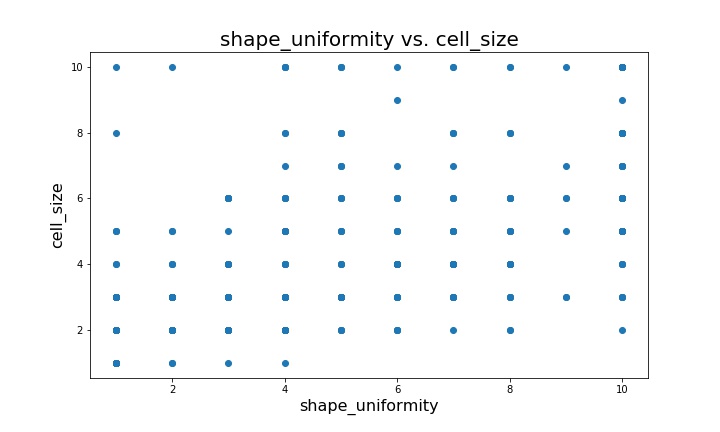 shape_uniformity vs. cell_size
10
8
6
4
2
cell_size
2 4 6 8 10
shape_uniformity